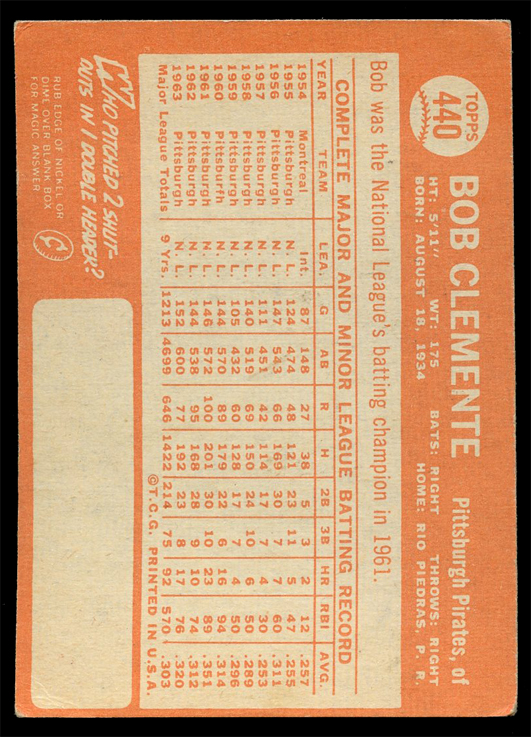 TOPPS
440
BOB CLEMENTE Pittsburgh Pirates, of
HT: 5'11" WT: 175 BATS: RIGHT THROWS: RIGHT
BORN: AUGUST 18, 1934 HOME: RIO PIEDRAS, P. R.
Bob was the National League's batting champion in 1961.
COMPLETE MAJOR AND MINOR LEAGUE BATTING RECORD
YEAR TEAM LEA. G AB R H 2B 3B HR RBI AVG.
1954 Montreal Int. 87 148 27 38 5 3 2 12 .257
1955 Pittsburgh N. L. 124 474 48 121 23 11 5 47 .255
1956 Pittsburgh N. L. 147 543 66 169 30 7 7 60 .311
1957 Pittsburgh N. L. 111 451 42 114 17 7 4 30 .253
1958 Pittsburgh N. L. 140 519 69 150 24 10 6 50 .289
1959 Pittsburgh N. L. 105 432 60 128 17 7 4 50 .296
1960 Pittsburfh N. L. 144 570 89 179 22 6 16 94 .314
1961 Pittsburgh N. L. 146 572 100 201 30 10 23 89 .351
1962 Pittsburgh N. L. 144 538 95 168 28 9 10 74 .312
1963 Pittsburgh N. L. 152 600 77 192 23 8 17 76 .320
Major League Totals 9 Yrs. 1213 4699 646 1422 214 75 92 570 .303
©T.C.G. PRINTED IN U.S.A.
WHO PITCHED 2 SHUT-
OUTS IN 1 DOUBLE HEADER?
RUB EDGE OF NICKEL OR
DIME OVER BLANK BOX
FOR MAGIC ANSWER